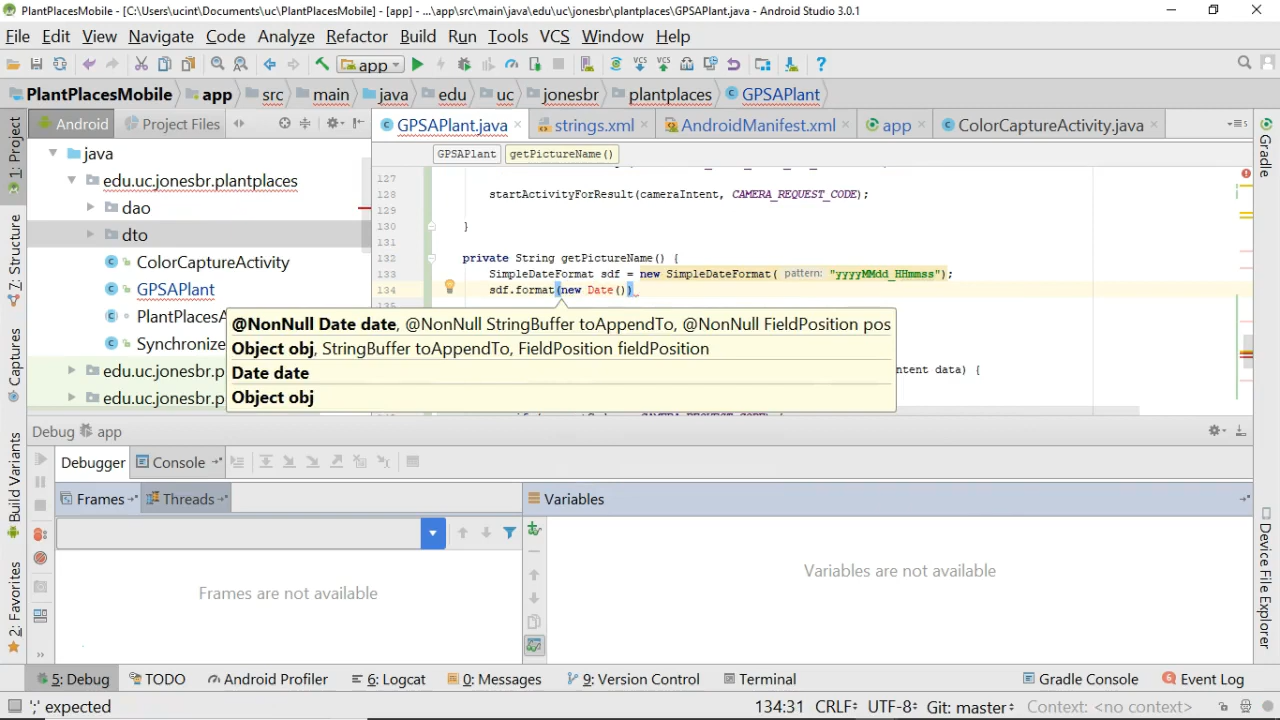 PlantPlacesMobile - [C:\Users\ucint\Documents\uc\PlantPlacesMobile] - [app] - ...\app\src\main\java\edu\uc\jonesbr\plantplaces\GPSAPlant.java - Android Studio 3.0.1
File Edit View Navigate Code Analyze Refactor Build Run Tools VCS Window Help
app VCS VCS
PlantPlacesMobile app src main java edu uc jonesbr plantplaces GPSAPlant
Android Project Files GPSAPlant.java strings.xml AndroidManifest.xml app ColorCaptureActivity.java
GPSAPlant getPictureName()
java
edu.uc.jonesbr.plantplaces
dao
dto
ColorCaptureActivity
GPSAPlant
PlantPlacesA
Synchronize
edu.uc.jonesbr.p
edu.uc.jonesbr.p
127
128 startActivityForResult(cameraIntent, CAMERA_REQUEST_CODE);
129
130 }
131
132 private String getPictureName() {
133 SimpleDateFormat sdf = new SimpleDateFormat( pattern: "yyyyMMdd_HHmmss");
134 sdf.format(new Date())
@NonNull Date date, @NonNull StringBuffer toAppendTo, @NonNull FieldPosition pos
Object obj, StringBuffer toAppendTo, FieldPosition fieldPosition
Date date
Object obj
ntent data) {
Debug app
Debugger Console
Frames Threads Variables
Frames are not available
Variables are not available
1: Project
7: Structure
Captures
Build Variants
2: Favorites
Gradle
Device File Explorer
5: Debug TODO Android Profiler 6: Logcat 0: Messages 9: Version Control Terminal Gradle Console Event Log
';' expected 134:31 CRLF UTF-8 Git: master Context: <no context>